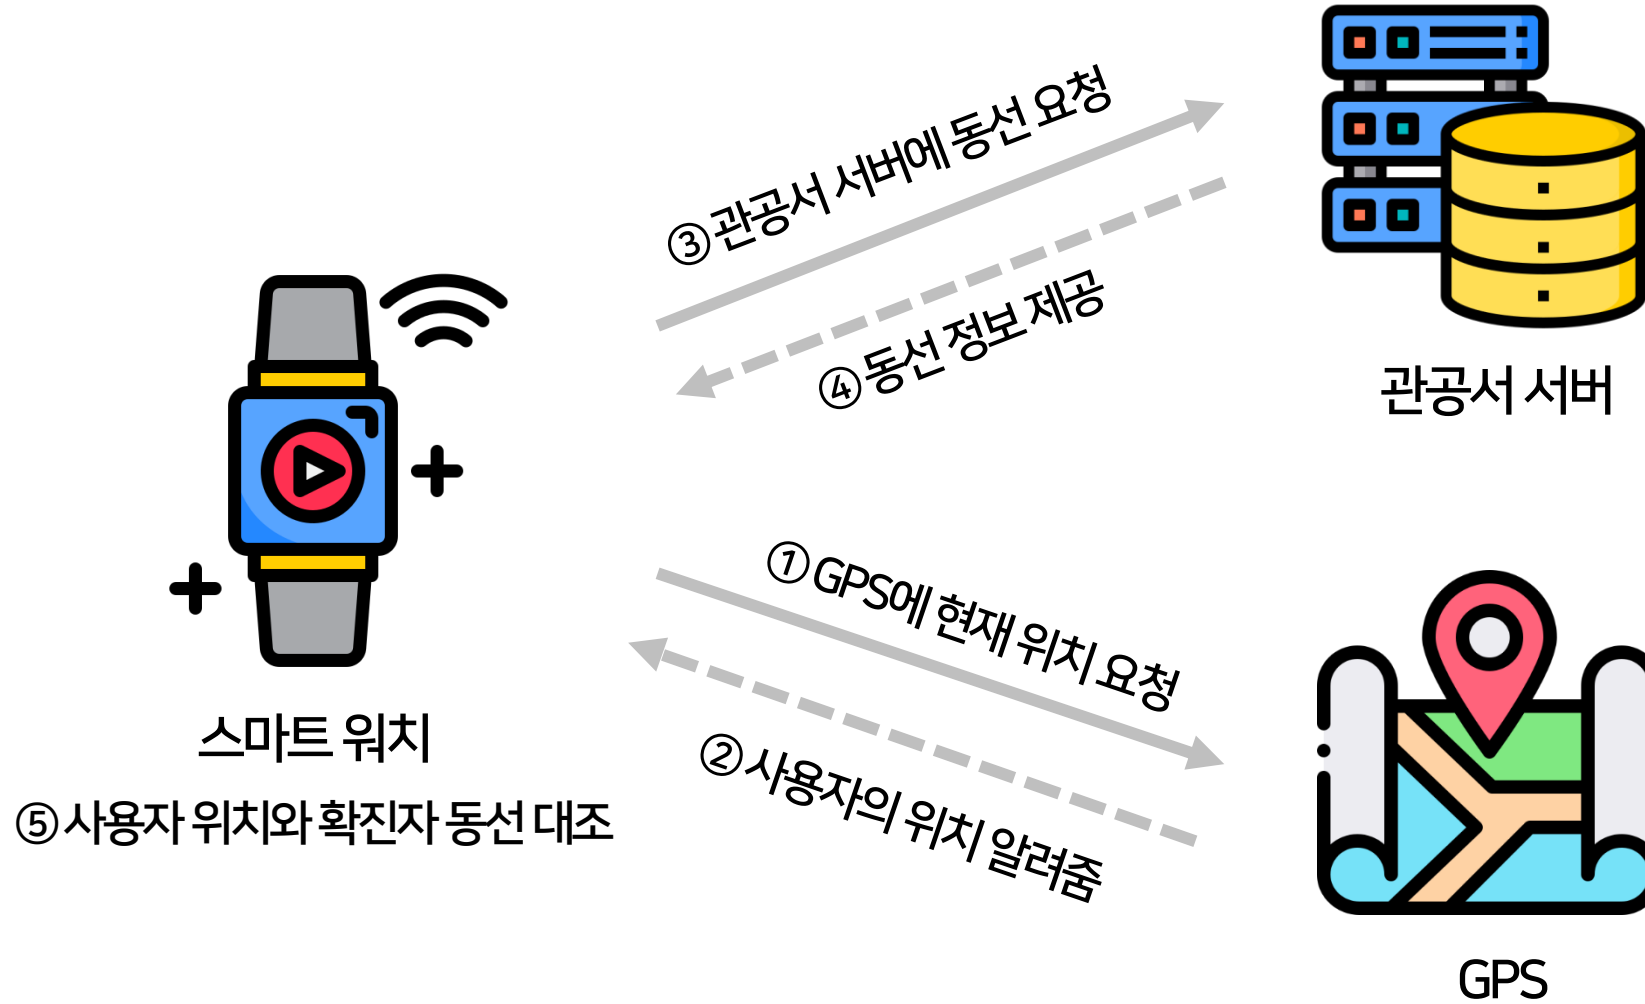 ③ 관공서 서버에 동선 요청
④ 동선 정보 제공
관공서 서버
① GPS에 현재 위치 요청
② 사용자의 위치 알려줌
스마트 워치
⑤ 사용자 위치와 확진자 동선 대조
GPS